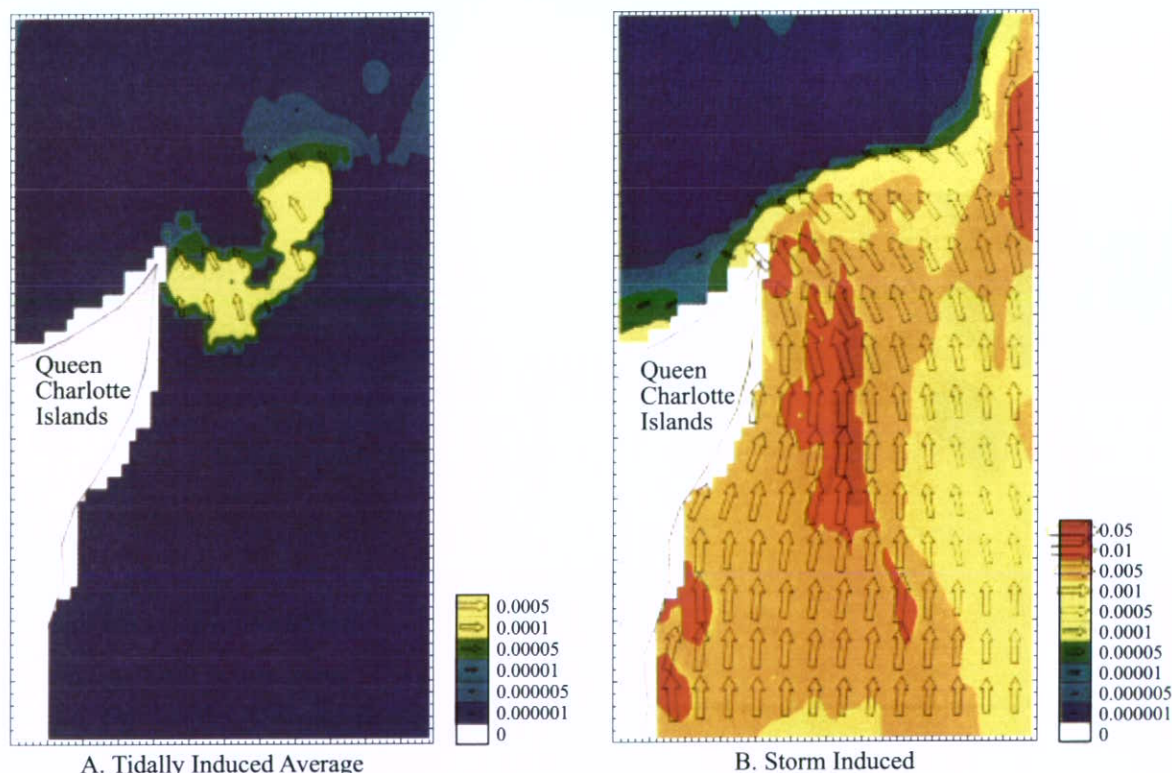 Queen
Charlotte
Islands
0.0005
0.0001
0.00005
0.00001
0.000005
0.000001
0
A. Tidally Induced Average
Queen
Charlotte
Islands
0.05
0.01
0.005
0.001
0.0005
0.0001
0.00005
0.00001
0.000005
0.000001
0
B. Storm Induced